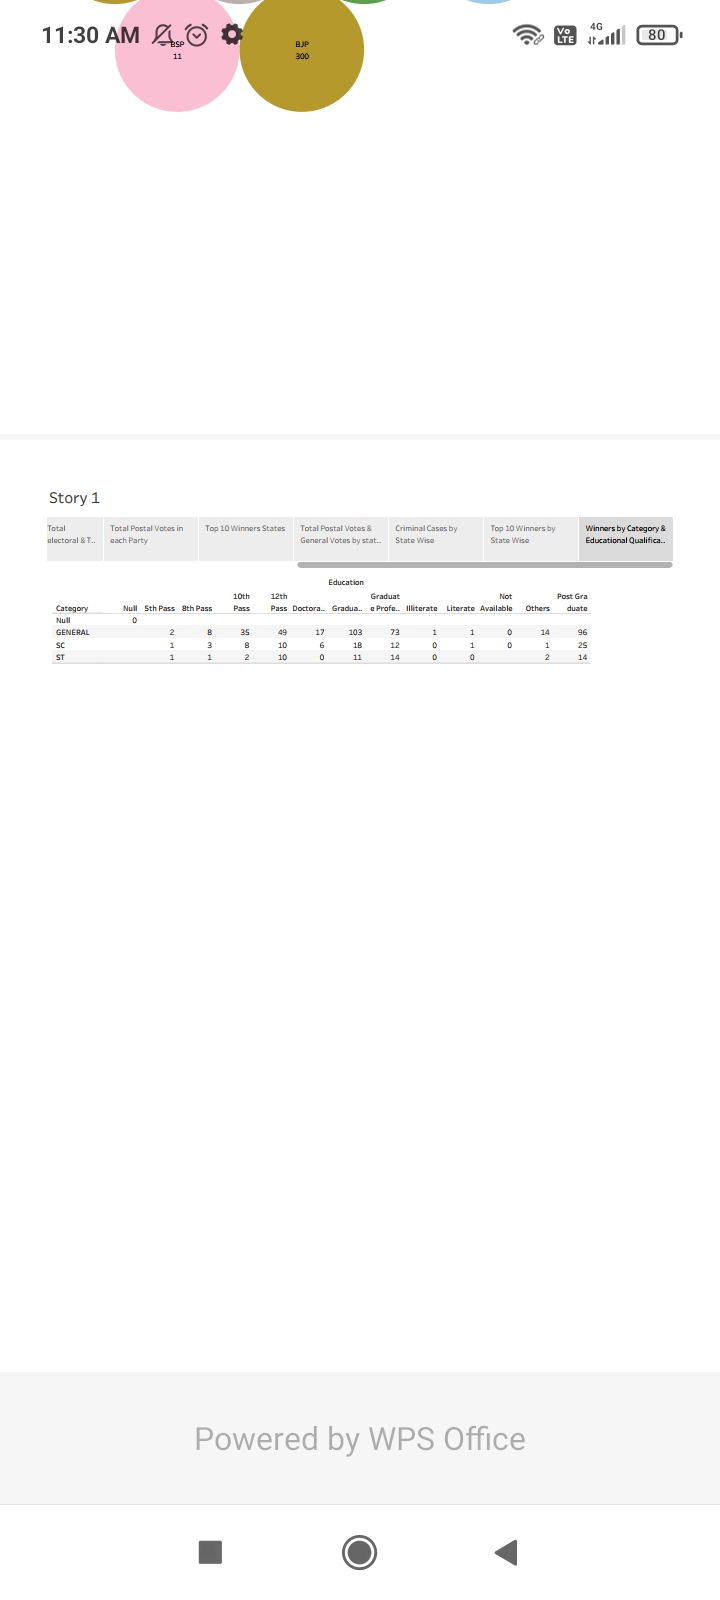 11:30 AM
Vo LTE
4G
80
BSP
11
BJP
300
Story 1
Total electoral & T..
Total Postal Votes in each Party
Top 10 Winners States
Total Postal Votes & General Votes by stat..
Criminal Cases by State Wise
Top 10 Winners by State Wise
Winners by Category & Educational Qualifica..
Education
Category Null 5th Pass 8th Pass 10th Pass 12th Pass Doctora.. Gradua.. Graduat e Profe.. Illiterate Literate Not Available Others Post Gra duate
Null 0
GENERAL 2 8 35 49 17 103 73 1 1 0 14 96
SC 1 3 8 10 6 18 12 0 1 0 1 25
ST 1 1 2 10 0 11 14 0 0 2 14
Powered by WPS Office